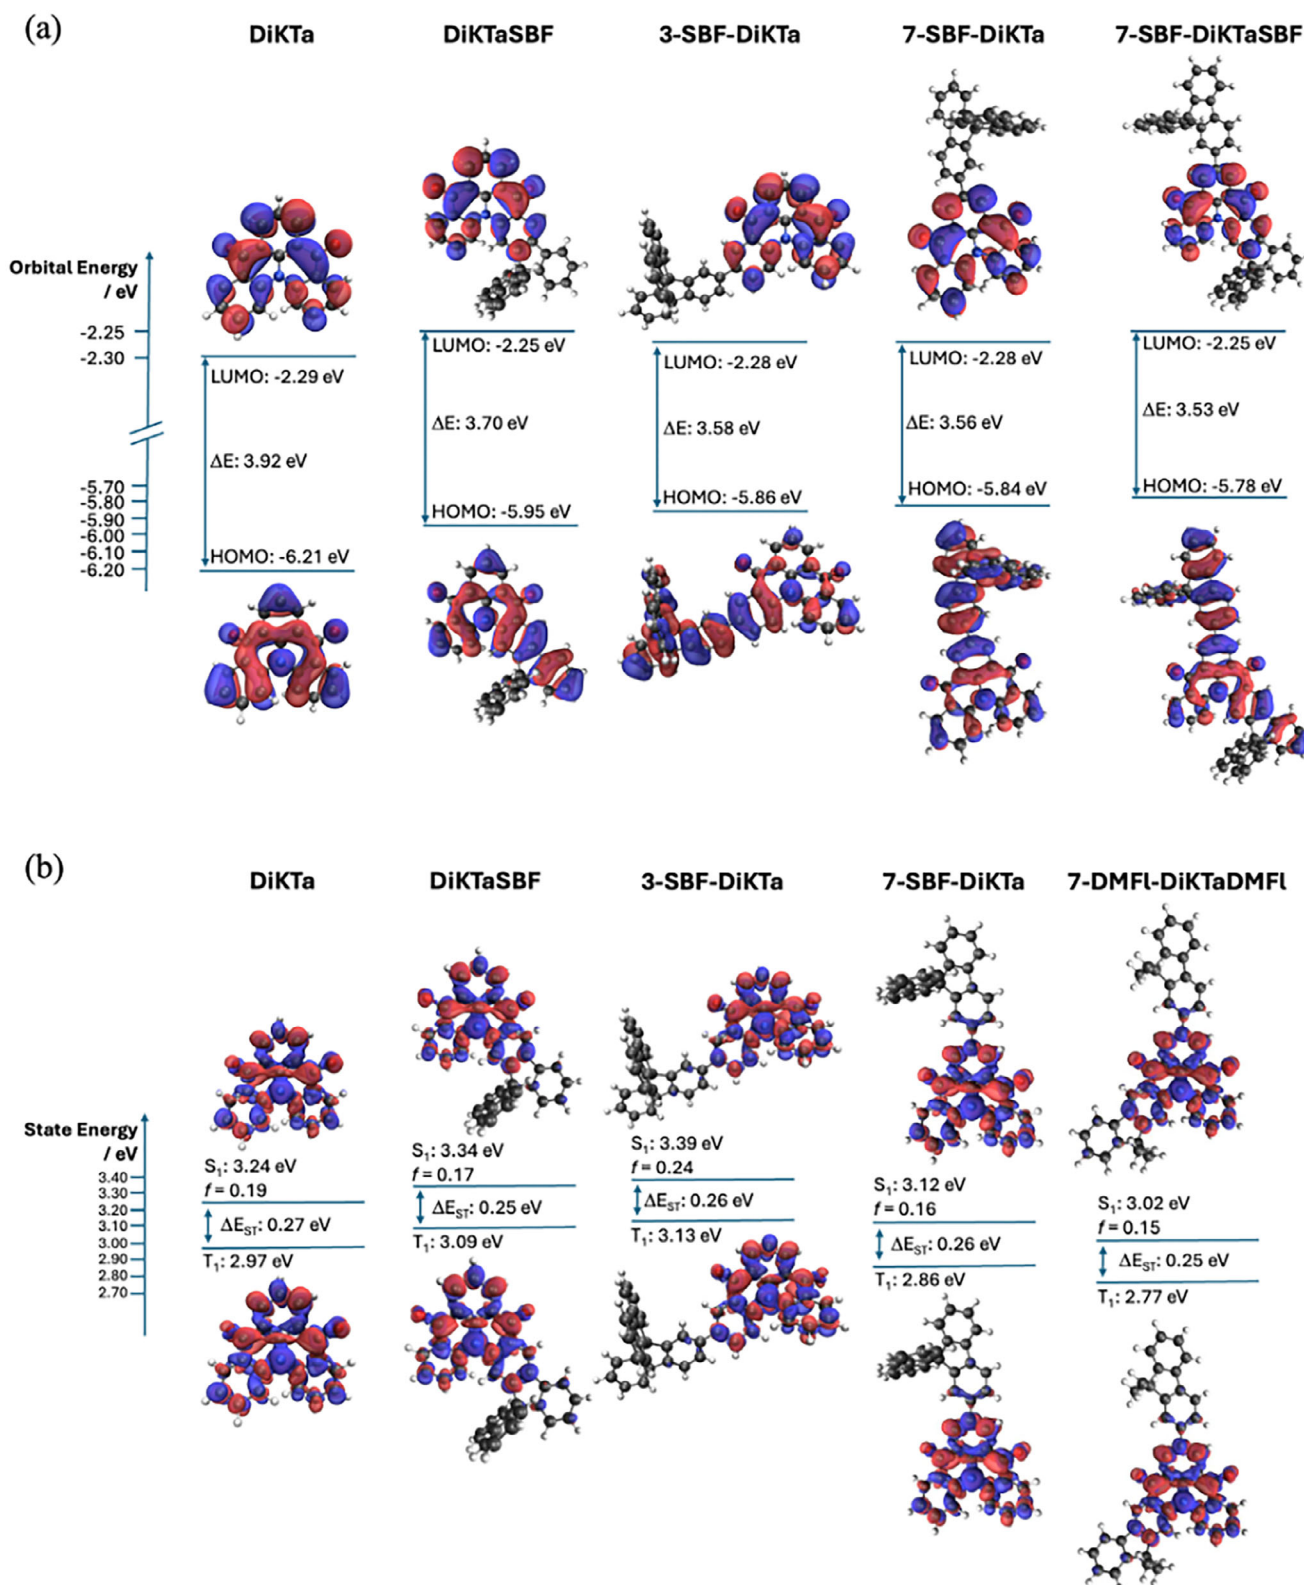 (a)
DiKTa
DiKTaSBF
3-SBF-DiKTa
7-SBF-DiKTa
7-SBF-DiKTaSBF
Orbital Energy
/ eV
-2.25
-2.30
-5.70
-5.80
-5.90
-6.00
-6.10
-6.20
LUMO: -2.29 eV
ΔE: 3.92 eV
HOMO: -6.21 eV
LUMO: -2.25 eV
ΔE: 3.70 eV
HOMO: -5.95 eV
LUMO: -2.28 eV
ΔE: 3.58 eV
HOMO: -5.86 eV
LUMO: -2.28 eV
ΔE: 3.56 eV
HOMO: -5.84 eV
LUMO: -2.25 eV
ΔE: 3.53 eV
HOMO: -5.78 eV
(b)
DiKTa
DiKTaSBF
3-SBF-DiKTa
7-SBF-DiKTa
7-DMFl-DiKTaDMFl
State Energy
/ eV
3.40
3.30
3.20
3.10
3.00
2.90
2.80
2.70
S₁: 3.24 eV
f = 0.19
ΔE_ST: 0.27 eV
T₁: 2.97 eV
S₁: 3.34 eV
f = 0.17
ΔE_ST: 0.25 eV
T₁: 3.09 eV
S₁: 3.39 eV
f = 0.24
ΔE_ST: 0.26 eV
T₁: 3.13 eV
S₁: 3.12 eV
f = 0.16
ΔE_ST: 0.26 eV
T₁: 2.86 eV
S₁: 3.02 eV
f = 0.15
ΔE_ST: 0.25 eV
T₁: 2.77 eV